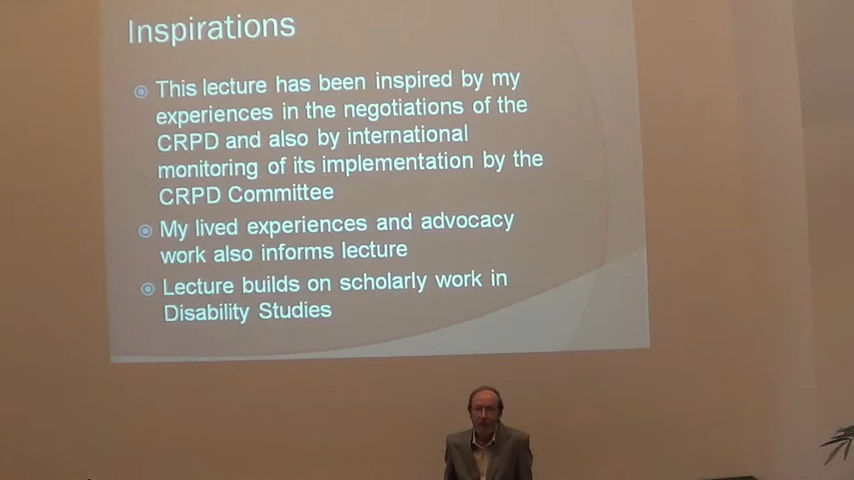 Inspirations
This lecture has been inspired by my
experiences in the negotiations of the
CRPD and also by international
monitoring of its implementation by the
CRPD Committee
My lived experiences and advocacy
work also informs lecture
Lecture builds on scholarly work in
Disability Studies